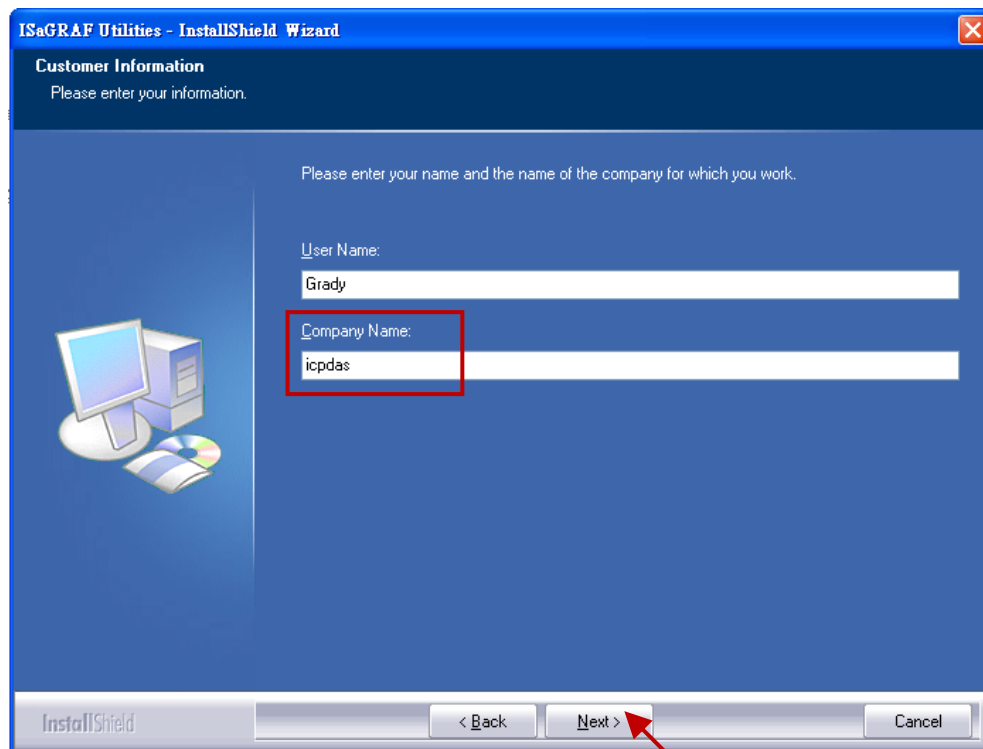 ISaGRAF Utilities - InstallShield Wizard
Customer Information
Please enter your information.
Please enter your name and the name of the company for which you work.
User Name:
Grady
Company Name:
icpdas
InstallShield
< Back
Next >
Cancel